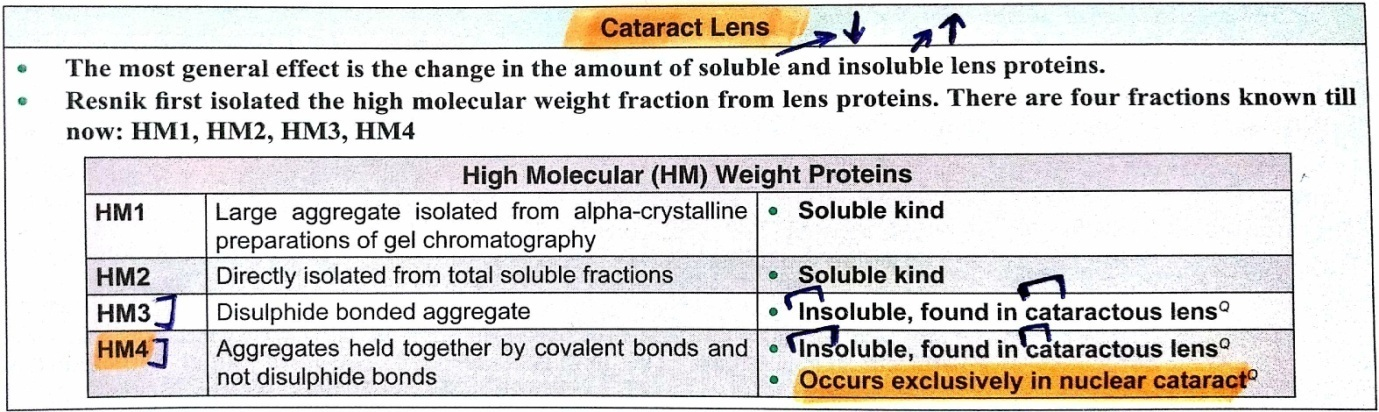 Cataract Lens
• The most general effect is the change in the amount of soluble and insoluble lens proteins.
• Resnik first isolated the high molecular weight fraction from lens proteins. There are four fractions known till
now: HM1, HM2, HM3, HM4
High Molecular (HM) Weight Proteins
HM1 Large aggregate isolated from alpha-crystalline • Soluble kind
preparations of gel chromatography
HM2 Directly isolated from total soluble fractions • Soluble kind
HM3 Disulphide bonded aggregate • Insoluble, found in cataractous lensQ
HM4 Aggregates held together by covalent bonds and • Insoluble, found in cataractous lensQ
not disulphide bonds • Occurs exclusively in nuclear cataractQ